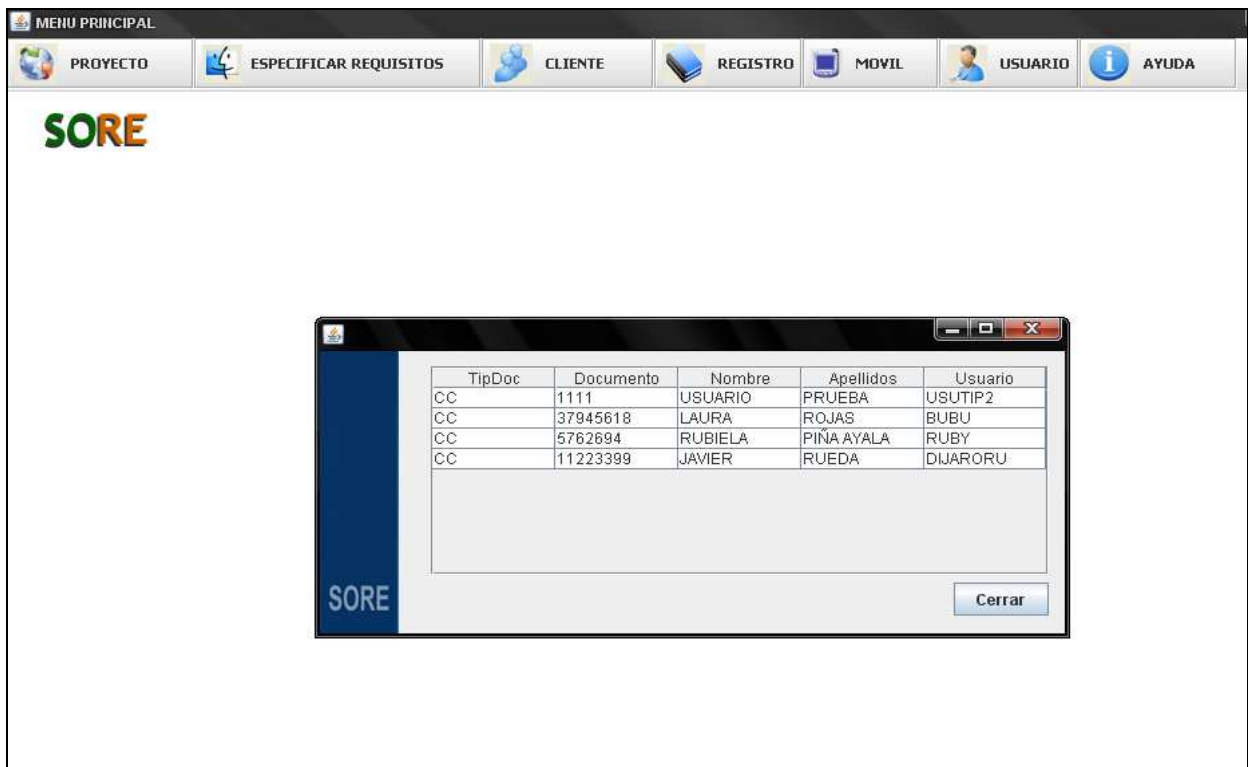 MENU PRINCIPAL
PROYECTO ESPECIFICAR REQUISITOS CLIENTE REGISTRO MOVIL USUARIO AYUDA
SORE
TipDoc Documento Nombre Apellidos Usuario
CC 1111 USUARIO PRUEBA USUTIP2
CC 37945618 LAURA ROJAS BUBU
CC 5762694 RUBIELA PIÑA AYALA RUBY
CC 11223399 JAVIER RUEDA DIJARORU
SORE
Cerrar